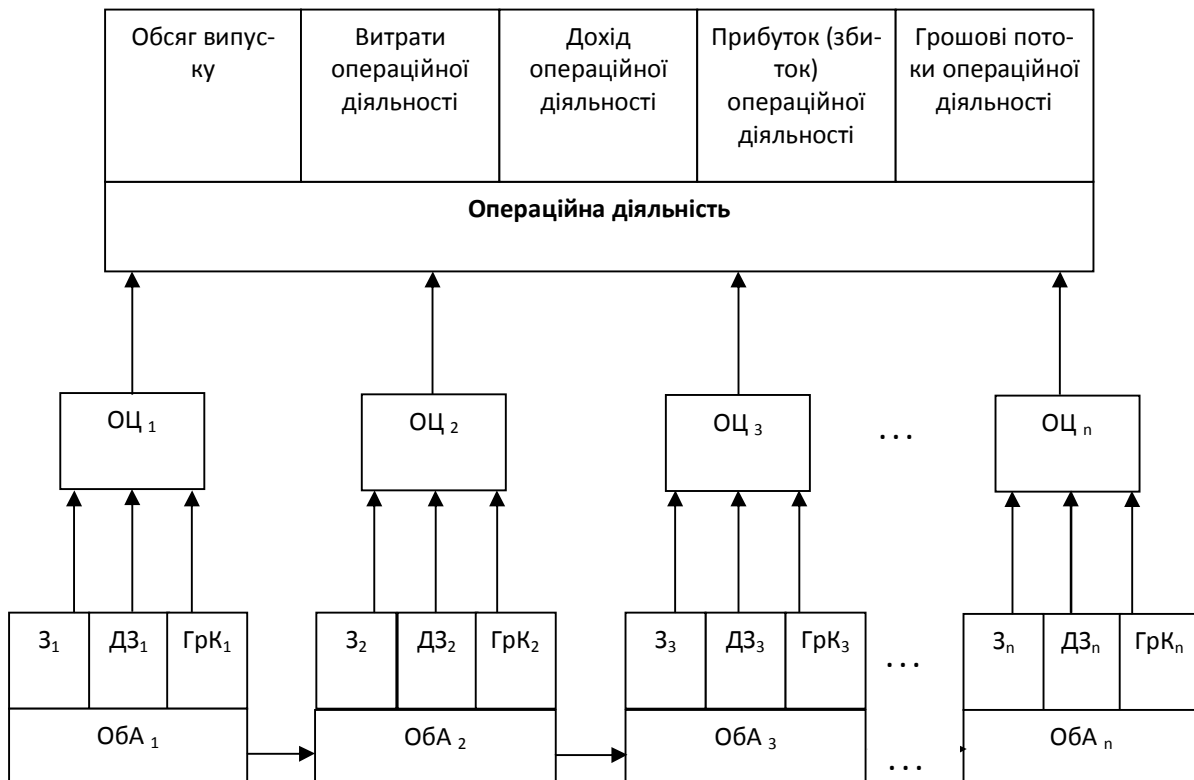 Обсяг випус-
ку
Витрати
операційної
діяльності
Дохід
операційної
діяльності
Прибуток (зби-
ток)
операційної
діяльності
Грошові пото-
ки операційної
діяльності
Операційна діяльність
ОЦ 1
ОЦ 2
ОЦ 3
...
ОЦ n
З1
ДЗ1
ГрК1
З2
ДЗ2
ГрК2
З3
ДЗ3
ГрК3
...
Зn
ДЗn
ГрКn
ОбА 1
ОбА 2
ОбА 3
...
ОбА n